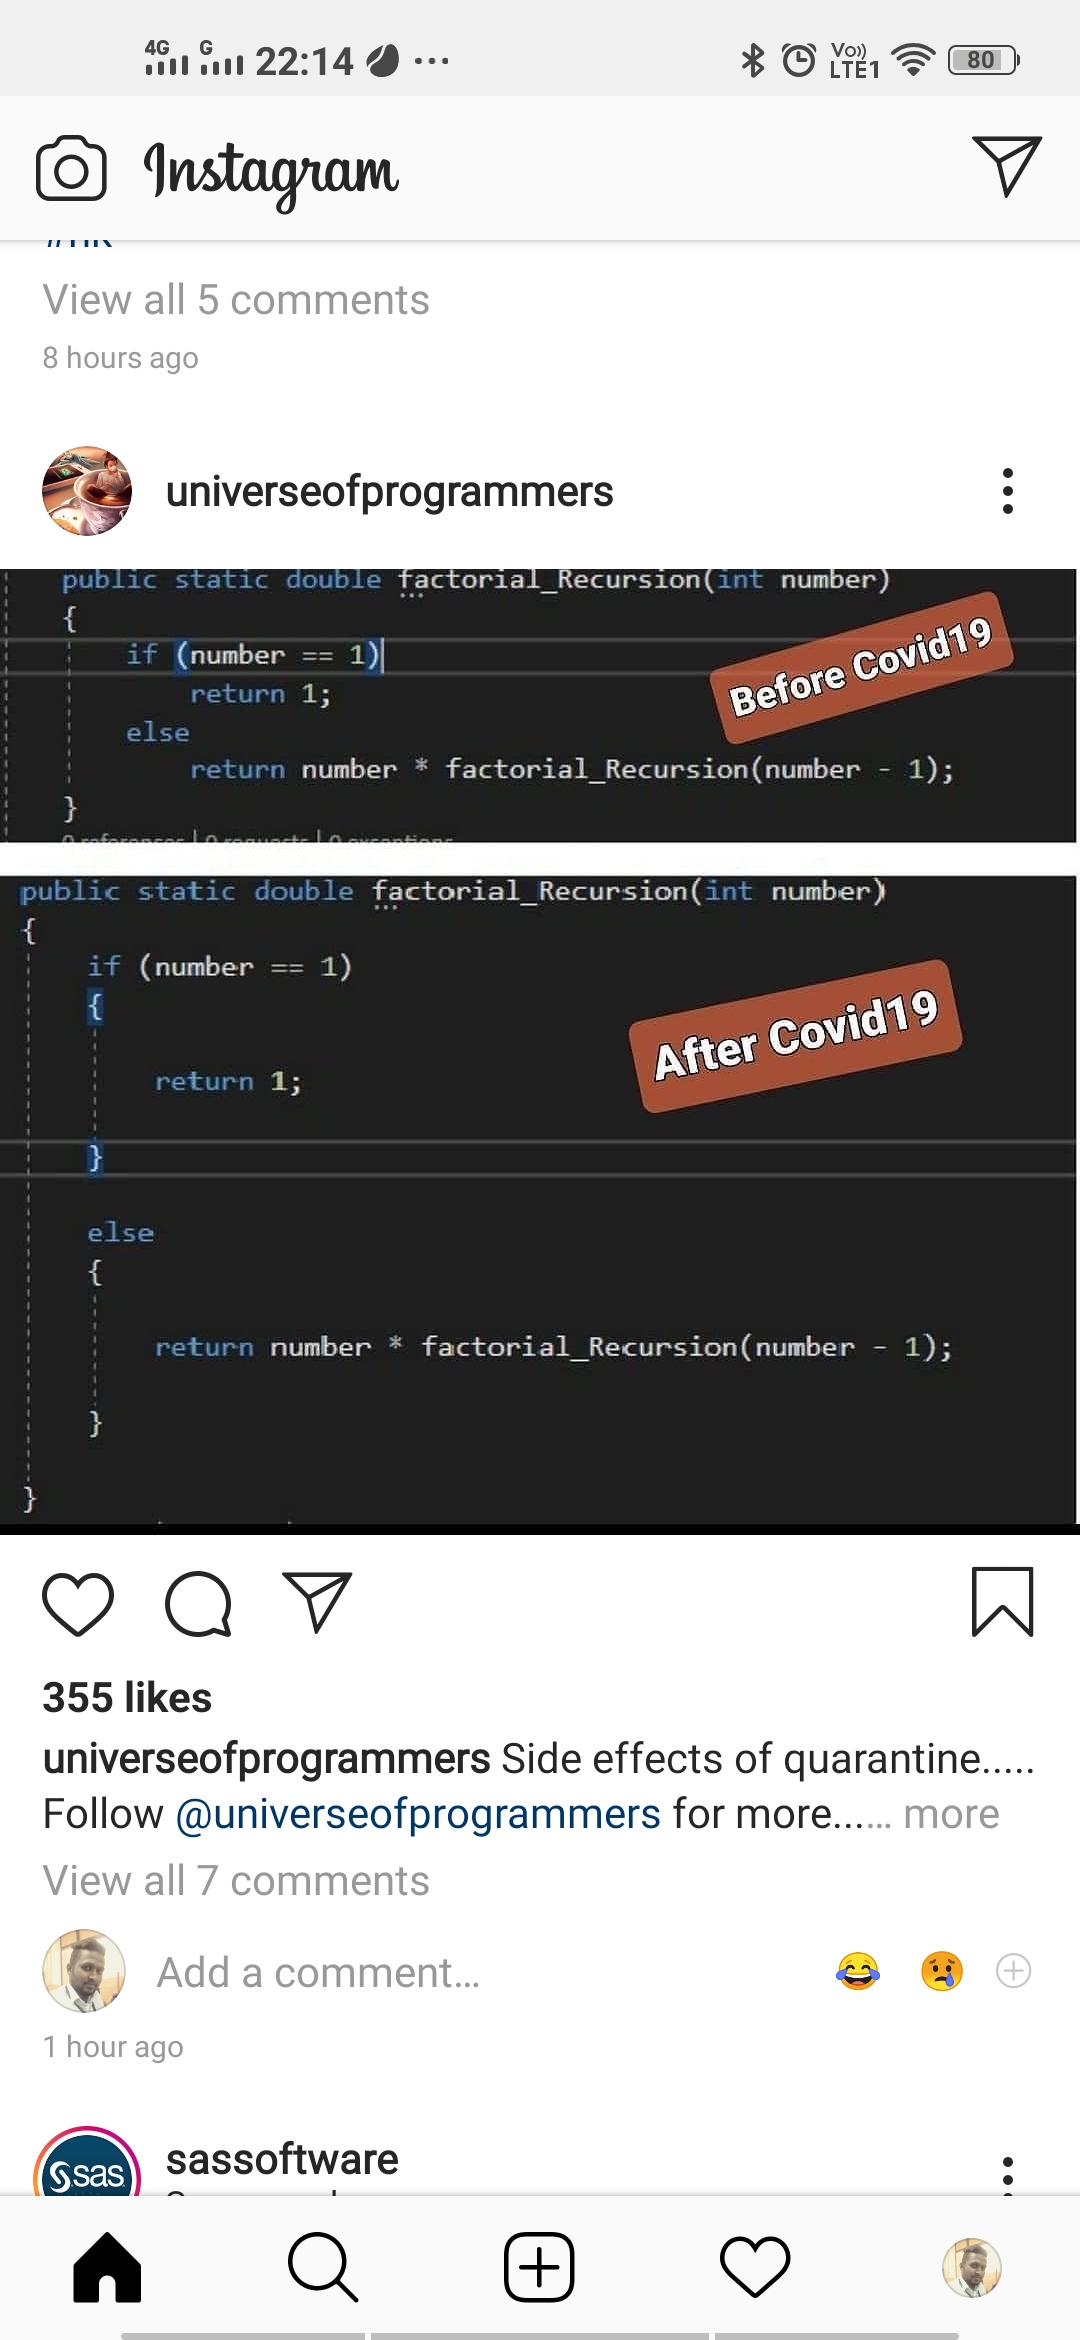 4G G 22:14 ...
Vo)) LTE1 80
Instagram
View all 5 comments
8 hours ago
universeofprogrammers
public static double factorial_Recursion(int number)
{
if (number == 1)
return 1;
else
return number * factorial_Recursion(number - 1);
}
0 references | 0 requests | 0 exceptions
Before Covid19
public static double factorial_Recursion(int number)
{
if (number == 1)
{
return 1;
}
else
{
return number * factorial_Recursion(number - 1);
}
}
After Covid19
355 likes
universeofprogrammers Side effects of quarantine.....
Follow @universeofprogrammers for more...... more
View all 7 comments
Add a comment...
1 hour ago
sas
sassoftware